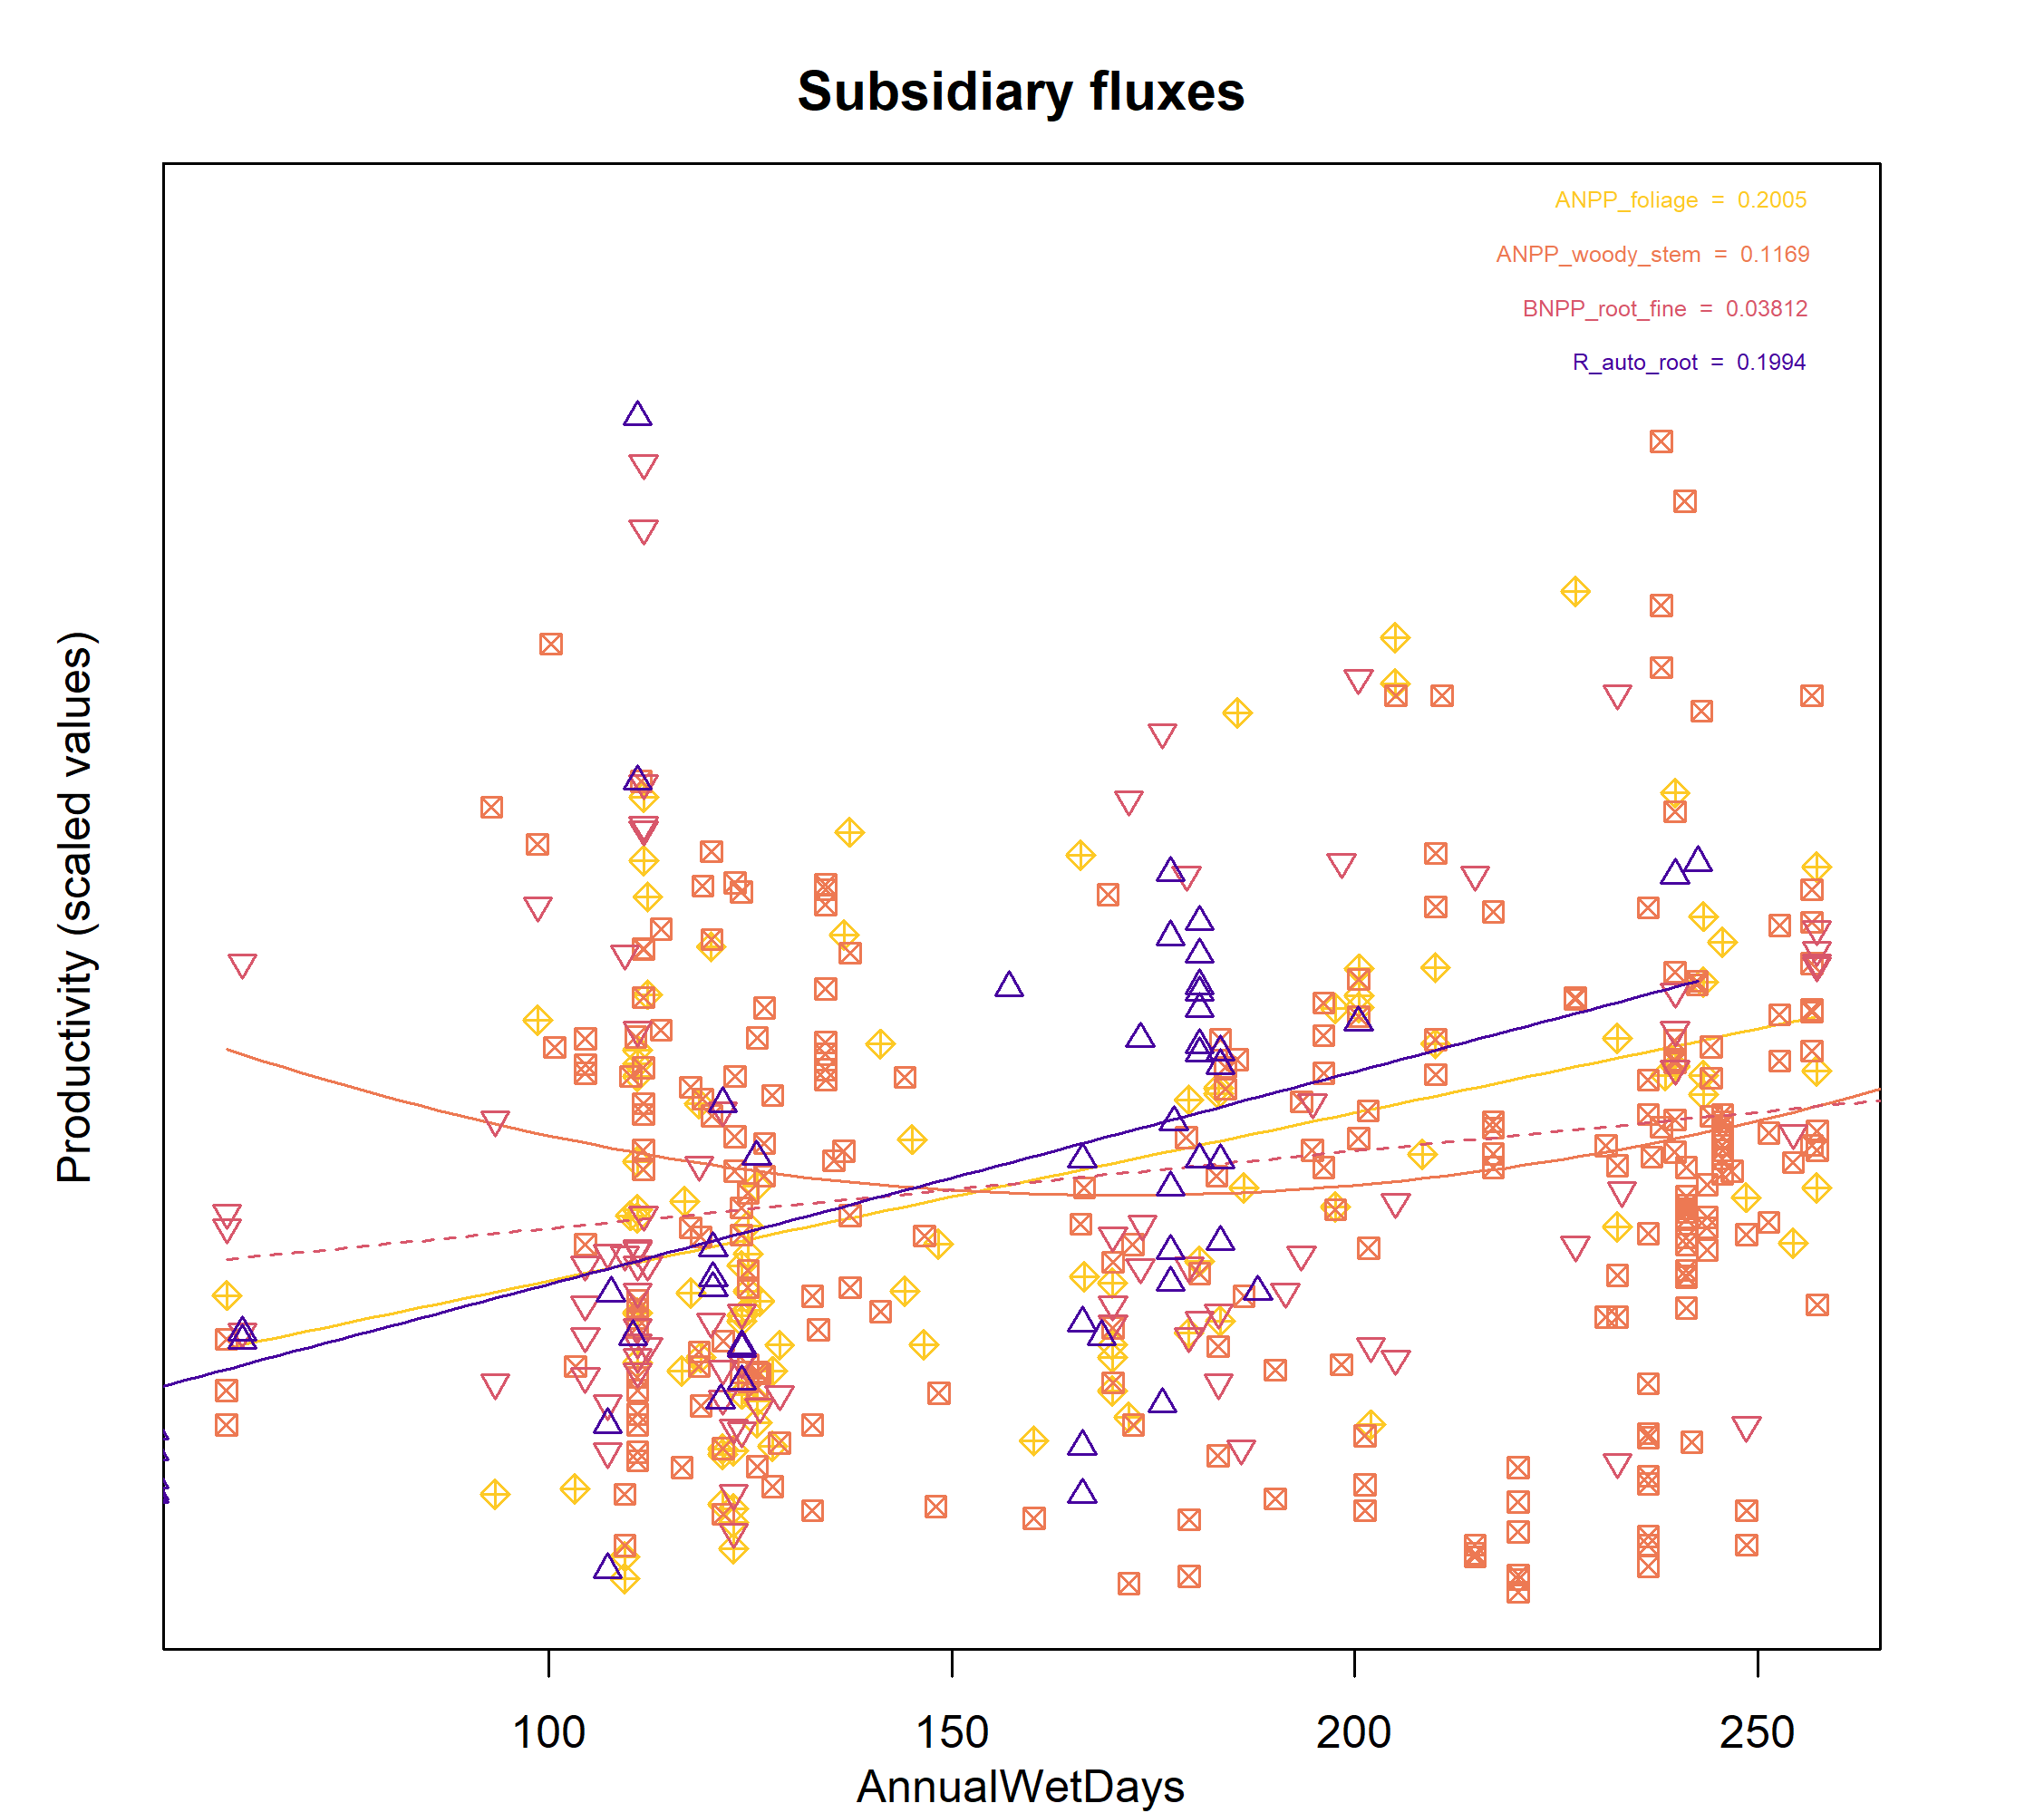 Subsidiary fluxes
ANPP_foliage = 0.2005
ANPP_woody_stem = 0.1169
BNPP_root_fine = 0.03812
R_auto_root = 0.1994
Productivity (scaled values)
100 150 200 250
AnnualWetDays